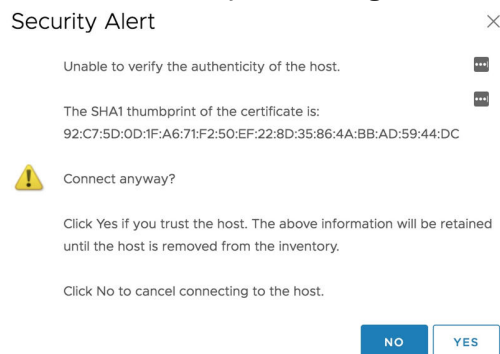 Security Alert
Unable to verify the authenticity of the host.
The SHA1 thumbprint of the certificate is:
92:C7:5D:0D:1F:A6:71:F2:50:EF:22:8D:35:86:4A:BB:AD:59:44:DC
Connect anyway?
Click Yes if you trust the host. The above information will be retained
until the host is removed from the inventory.
Click No to cancel connecting to the host.
NO YES